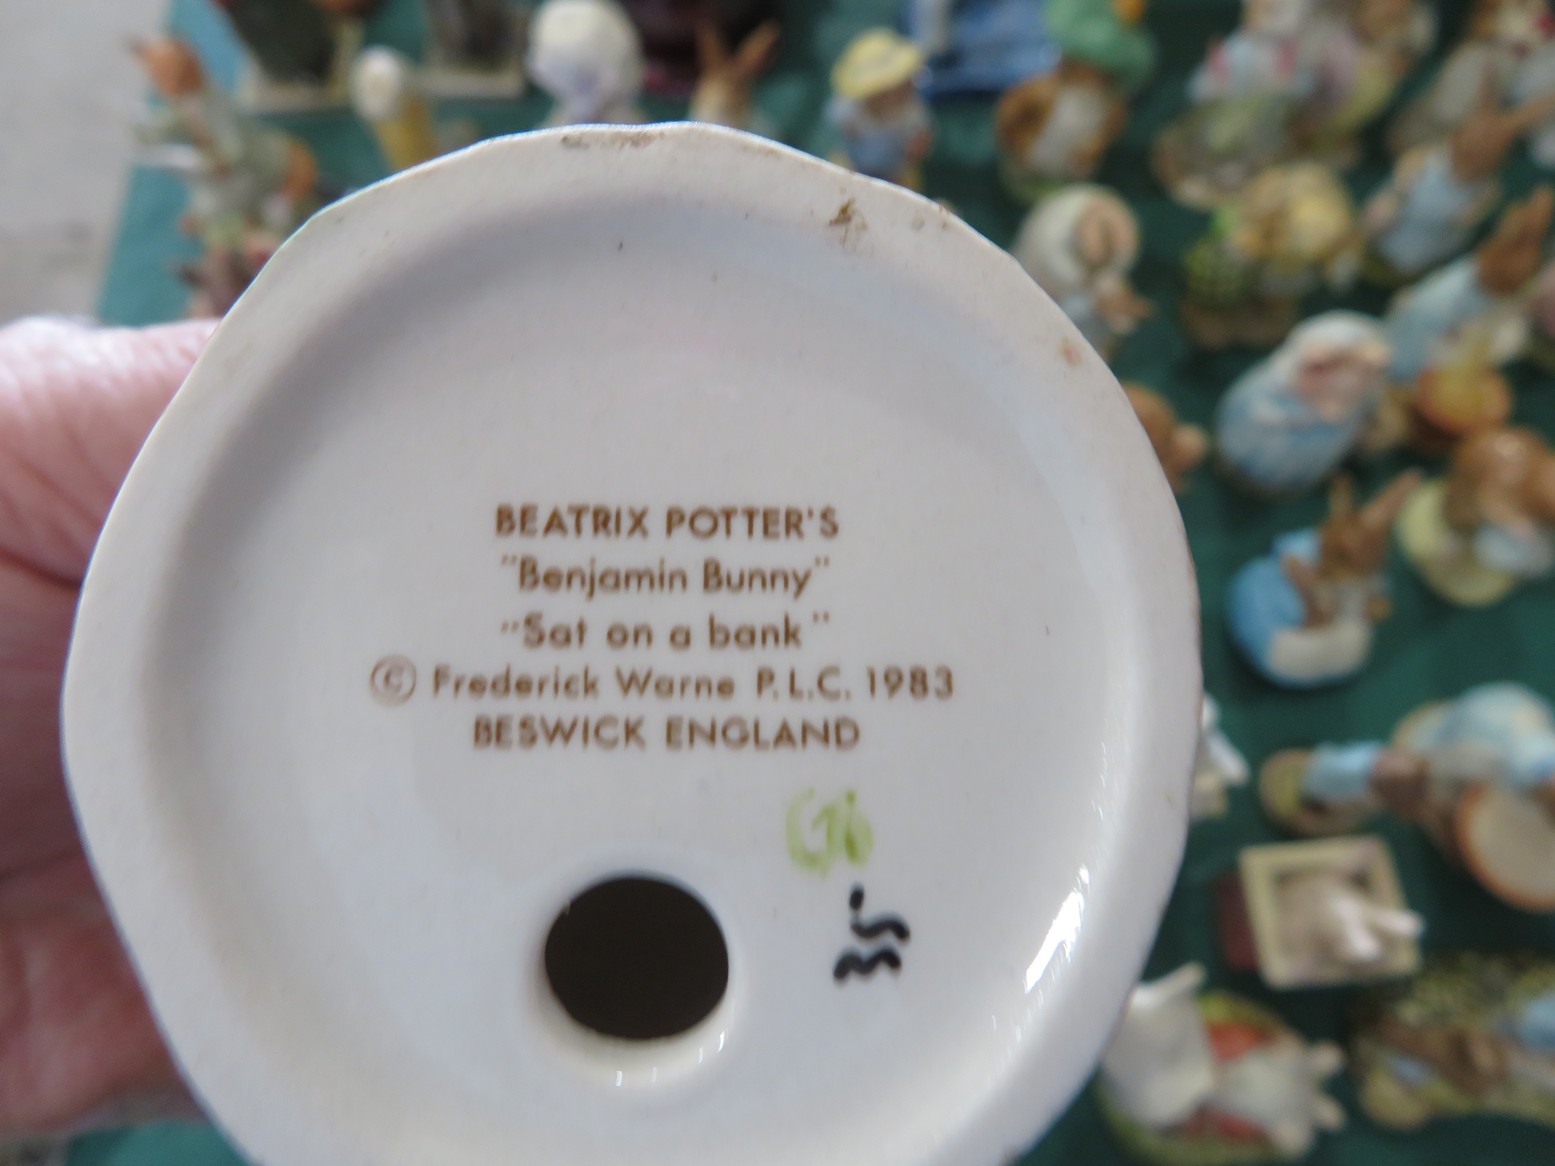 BEATRIX POTTER'S
"Benjamin Bunny"
"Sat on a bank"
© Frederick Warne P.L.C. 1983
BESWICK ENGLAND